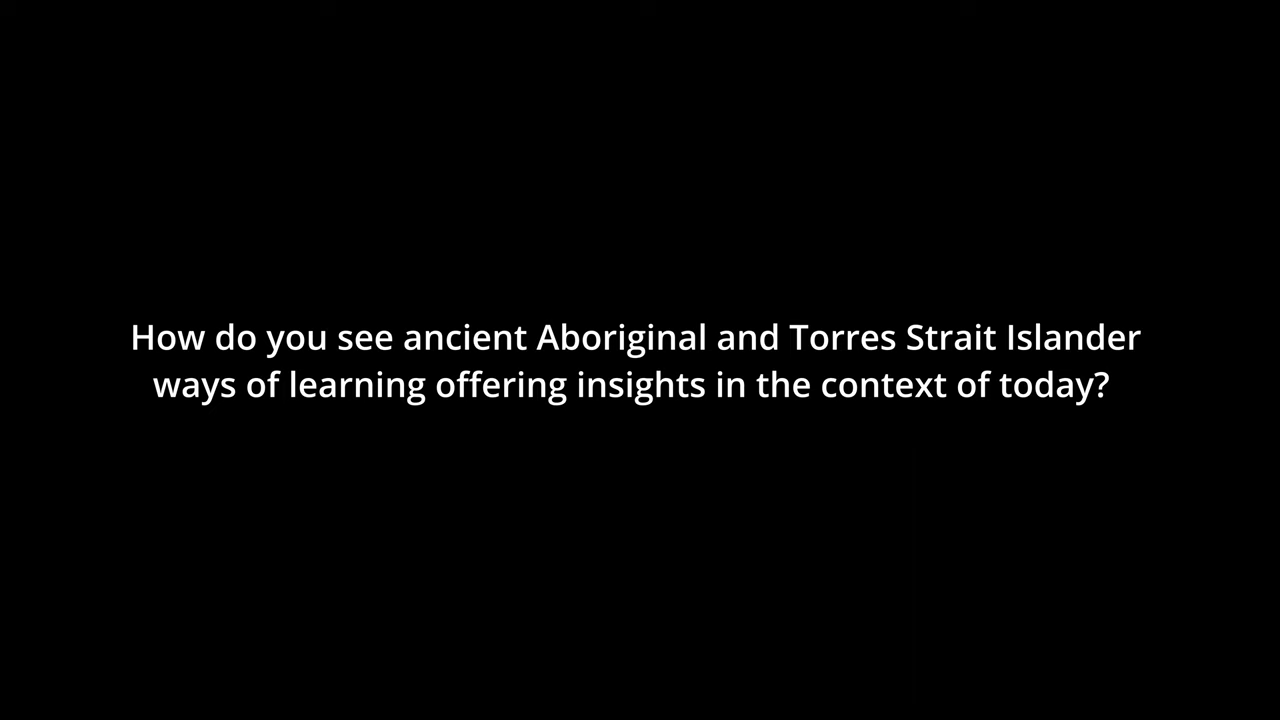 How do you see ancient Aboriginal and Torres Strait Islander
ways of learning offering insights in the context of today?